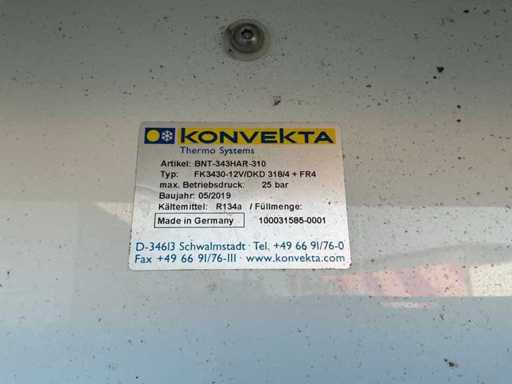 KONVEKTA
Thermo Systems
Artikel: BNT-343HAR-310
Typ: FK3430-12V/DKD 318/4 + FR4
max. Betriebsdruck: 25 bar
Baujahr: 05/2019
Kältemittel: R134a / Füllmenge:
Made in Germany 100031585-0001
D-34613 Schwalmstadt · Tel. +49 66 91/76-0
Fax +49 66 91/76-111 · www.konvekta.com